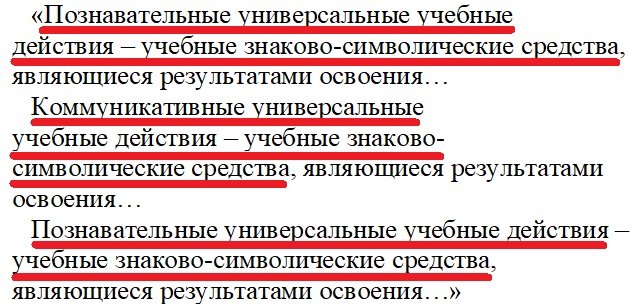 «Познавательные универсальные учебные
действия – учебные знаково-символические средства,
являющиеся результатами освоения…
Коммуникативные универсальные
учебные действия – учебные знаково-
символические средства, являющиеся результатами
освоения…
Познавательные универсальные учебные действия –
учебные знаково-символические средства,
являющиеся результатами освоения…»